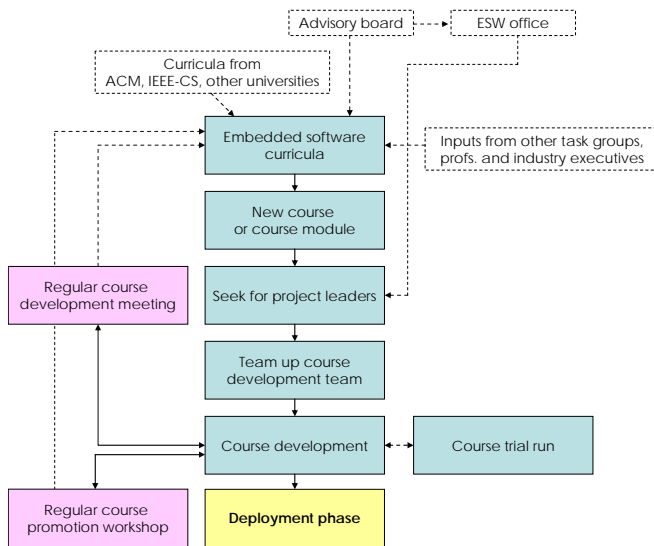 Advisory board
ESW office
Curricula from
ACM, IEEE-CS, other universities
Embedded software
curricula
Inputs from other task groups,
profs. and industry executives
New course
or course module
Regular course
development meeting
Seek for project leaders
Team up course
development team
Course development
Course trial run
Regular course
promotion workshop
Deployment phase